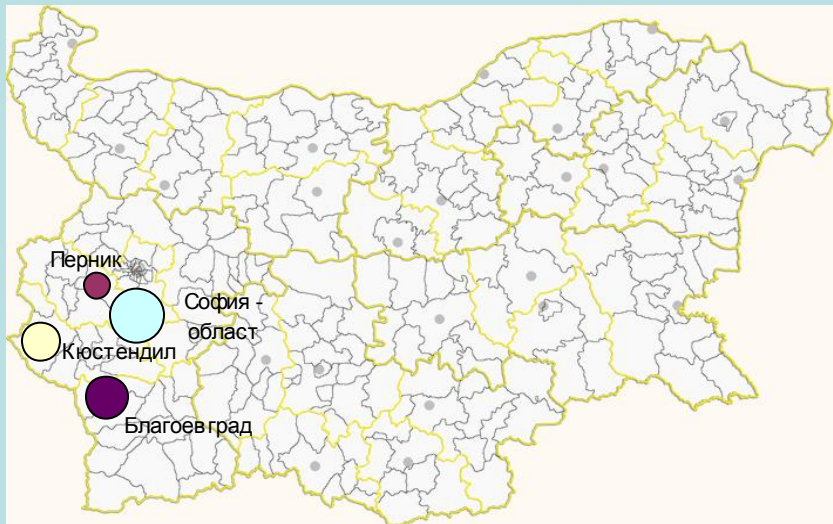 Перник
София -
област
Кюстендил
Благоевград